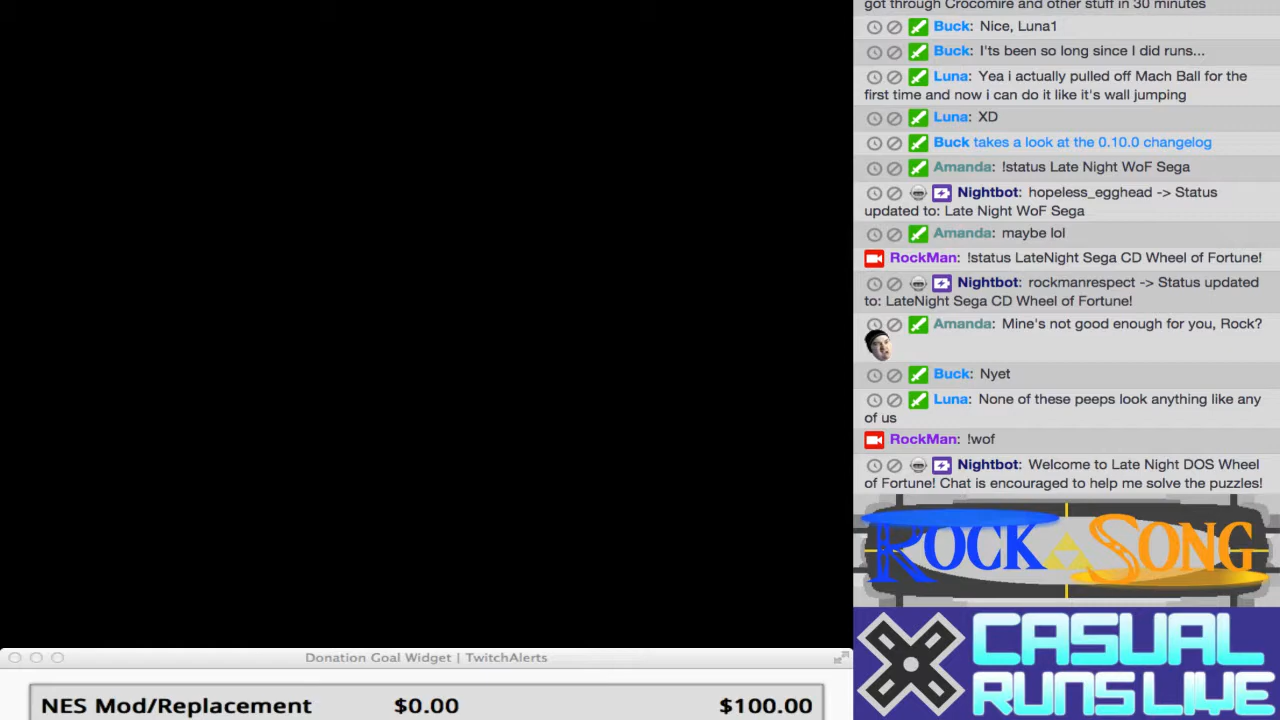 got through Crocomire and other stuff in 30 minutes
Buck: Nice, Luna1
Buck: I'ts been so long since I did runs...
Luna: Yea i actually pulled off Mach Ball for the
first time and now i can do it like it's wall jumping
Luna: XD
Buck takes a look at the 0.10.0 changelog
Amanda: !status Late Night WoF Sega
Nightbot: hopeless_egghead -> Status
updated to: Late Night WoF Sega
Amanda: maybe lol
RockMan: !status LateNight Sega CD Wheel of Fortune!
Nightbot: rockmanrespect -> Status updated
to: LateNight Sega CD Wheel of Fortune!
Amanda: Mine's not good enough for you, Rock?
Buck: Nyet
Luna: None of these peeps look anything like any
of us
RockMan: !wof
Nightbot: Welcome to Late Night DOS Wheel
of Fortune! Chat is encouraged to help me solve the puzzles!
ROCK SONG
CASUAL
RUNS LIVE
Donation Goal Widget | TwitchAlerts
NES Mod/Replacement $0.00 $100.00